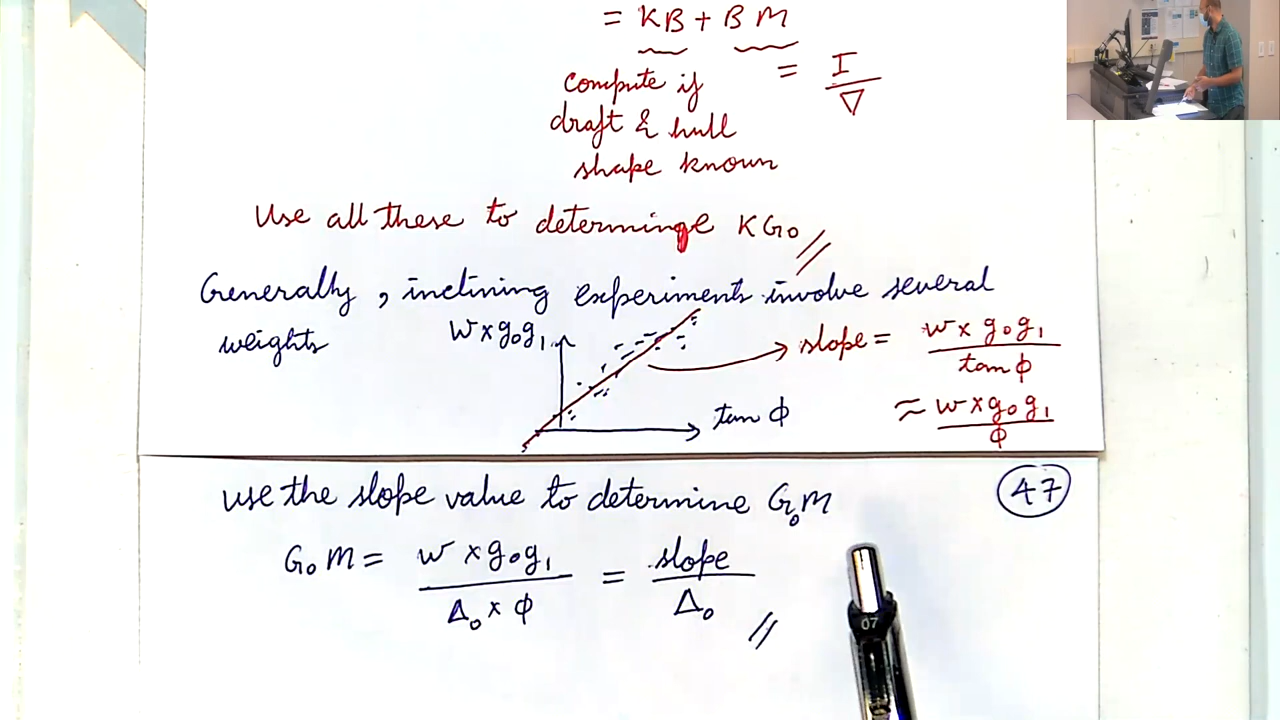 = KB + BM
compute if = I / ∇
draft & hull
shape known
Use all these to determinge KG₀
Generally, inclining experiments involve several
weights
w x g₀g₁
slope = w x g₀g₁ / tan ϕ
tan ϕ
≈ w x g₀g₁ / ϕ
use the slope value to determine G₀M
47
G₀M = w x g₀g₁ / Δ₀ x ϕ = slope / Δ₀
07